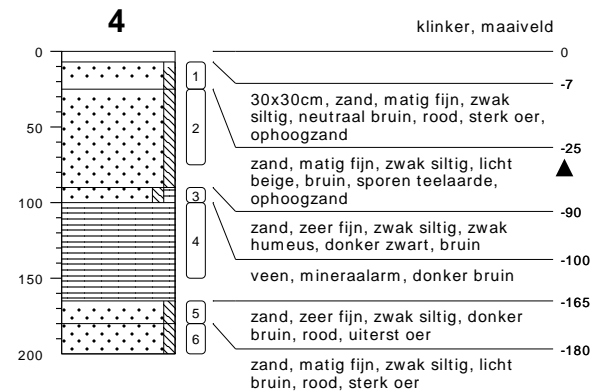 4
klinker, maaiveld
0
0
-7
1
30x30cm, zand, matig fijn, zwak
siltig, neutraal bruin, rood, sterk oer,
ophoogzand
50
2
-25
zand, matig fijn, zwak siltig, licht
beige, bruin, sporen teelaarde,
ophoogzand
-90
3
100
zand, zeer fijn, zwak siltig, zwak
humeus, donker zwart, bruin
-100
4
veen, mineraalarm, donker bruin
150
-165
5
zand, zeer fijn, zwak siltig, donker
bruin, rood, uiterst oer
-180
6
200
zand, matig fijn, zwak siltig, licht
bruin, rood, sterk oer